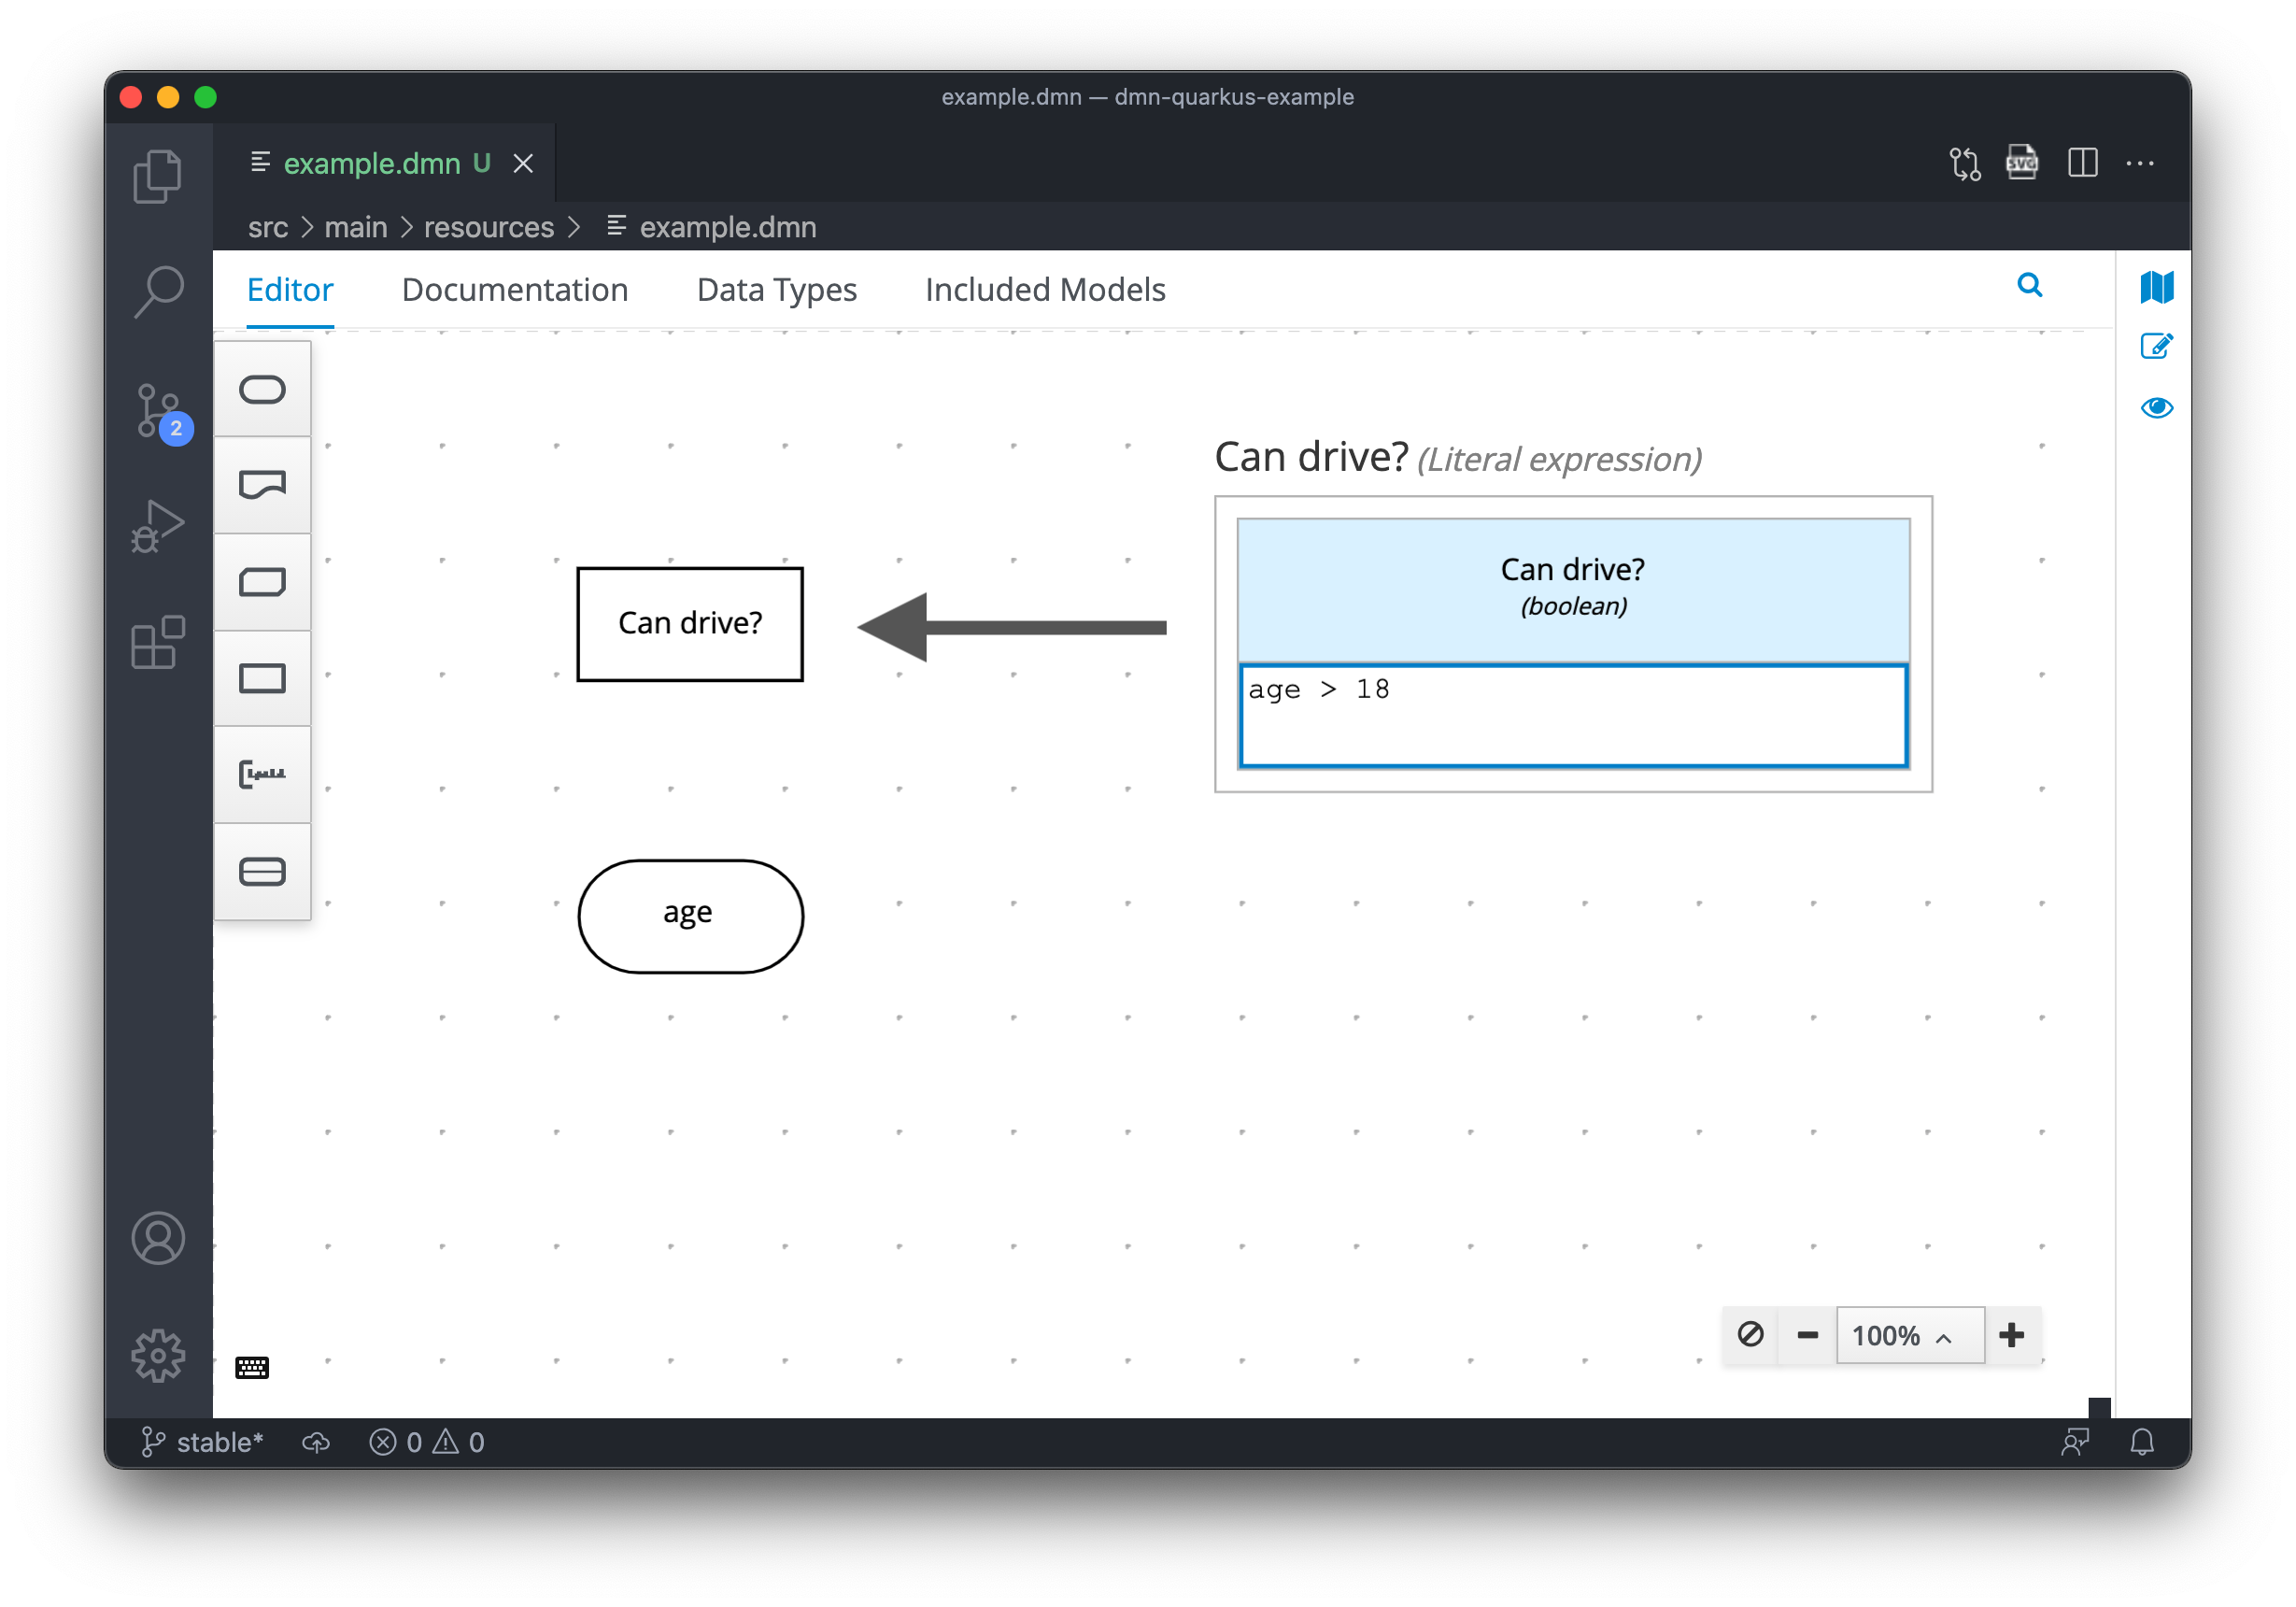 example.dmn — dmn-quarkus-example
example.dmn U
SVG
src > main > resources > example.dmn
Editor Documentation Data Types Included Models
2
Can drive? (Literal expression)
Can drive?
(boolean)
age > 18
Can drive?
age
100%
stable* 0 0